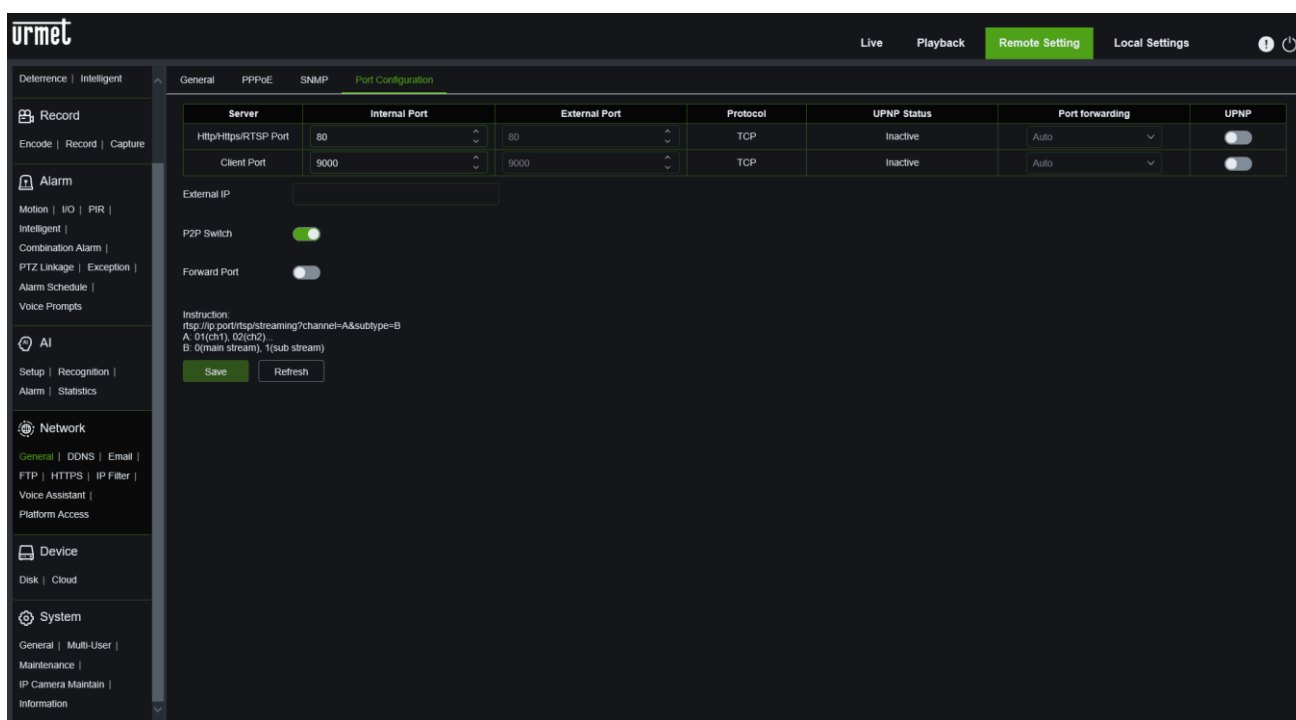 urmet
Live Playback Remote Setting Local Settings
Deterrence | Intelligent
Record
Encode | Record | Capture
Alarm
Motion | I/O | PIR |
Intelligent |
Combination Alarm |
PTZ Linkage | Exception |
Alarm Schedule |
Voice Prompts
AI
Setup | Recognition |
Alarm | Statistics
Network
General | DDNS | Email |
FTP | HTTPS | IP Filter |
Voice Assistant |
Platform Access
Device
Disk | Cloud
System
General | Multi-User |
Maintenance |
IP Camera Maintain |
Information
General PPPoE SNMP Port Configuration
Server Internal Port External Port Protocol UPNP Status Port forwarding UPNP
Http/Https/RTSP Port 80 80 TCP Inactive Auto
Client Port 9000 9000 TCP Inactive Auto
External IP
P2P Switch
Forward Port
Instruction:
rtsp://ip:port/rtsp/streaming?channel=A&subtype=B
A: 01(ch1), 02(ch2)...
B: 0(main stream), 1(sub stream)
Save Refresh